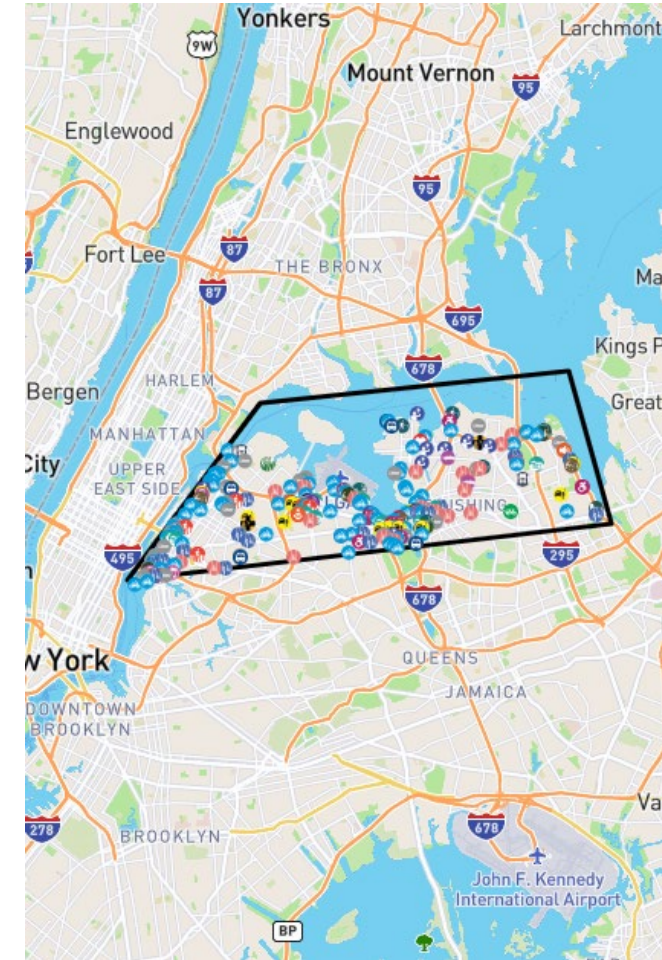 Yonkers
Larchmont
9W
Mount Vernon
95
Englewood
95
87
Fort Lee
THE BRONX
87
Ma
695
Kings P
678
HARLEM
Bergen
Great
MANHATTAN
City
UPPER
EAST SIDE
495
295
678
w York
QUEENS
DOWNTOWN
BROOKLYN
JAMAICA
Va
278
678
BROOKLYN
John F. Kennedy
International Airport
BP